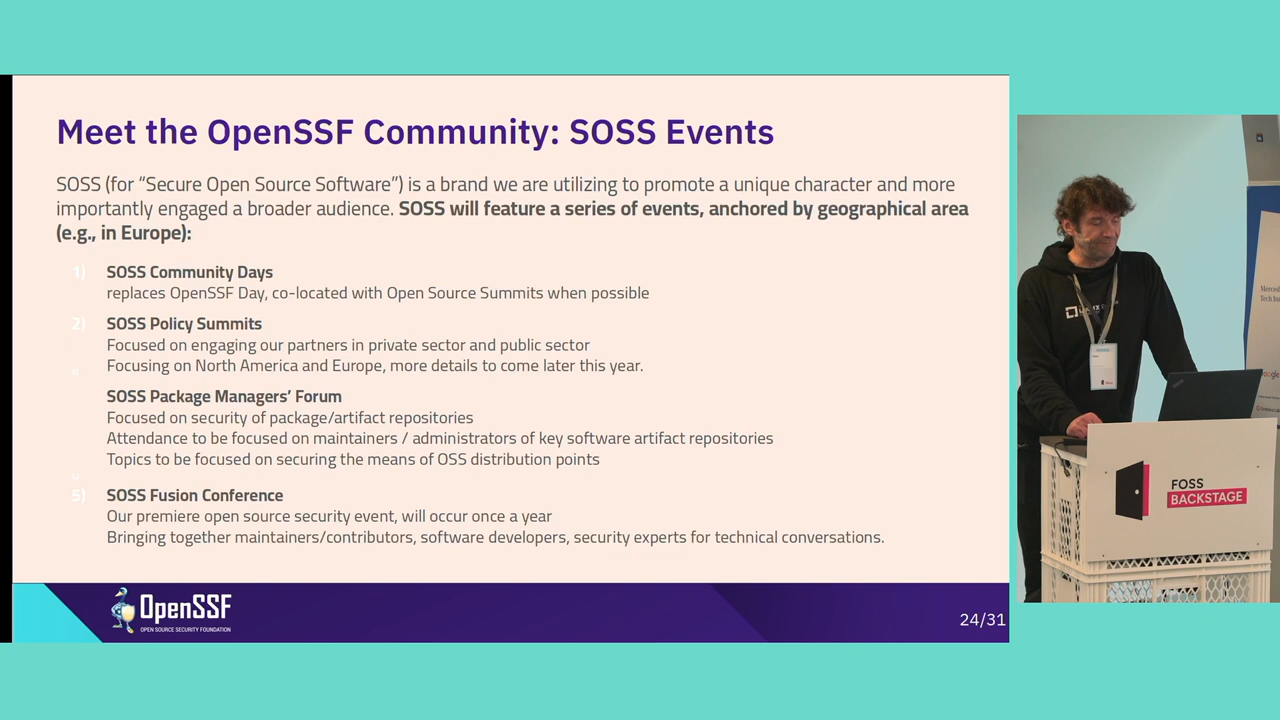 Meet the OpenSSF Community: SOSS Events
SOSS (for “Secure Open Source Software”) is a brand we are utilizing to promote a unique character and more
importantly engaged a broader audience. SOSS will feature a series of events, anchored by geographical area
(e.g., in Europe):
1) SOSS Community Days
replaces OpenSSF Day, co-located with Open Source Summits when possible
2) SOSS Policy Summits
Focused on engaging our partners in private sector and public sector
Focusing on North America and Europe, more details to come later this year.
SOSS Package Managers’ Forum
Focused on security of package/artifact repositories
Attendance to be focused on maintainers / administrators of key software artifact repositories
Topics to be focused on securing the means of OSS distribution points
5) SOSS Fusion Conference
Our premiere open source security event, will occur once a year
Bringing together maintainers/contributors, software developers, security experts for technical conversations.
OpenSSF
OPEN SOURCE SECURITY FOUNDATION
24/31
FOSS
BACKSTAGE